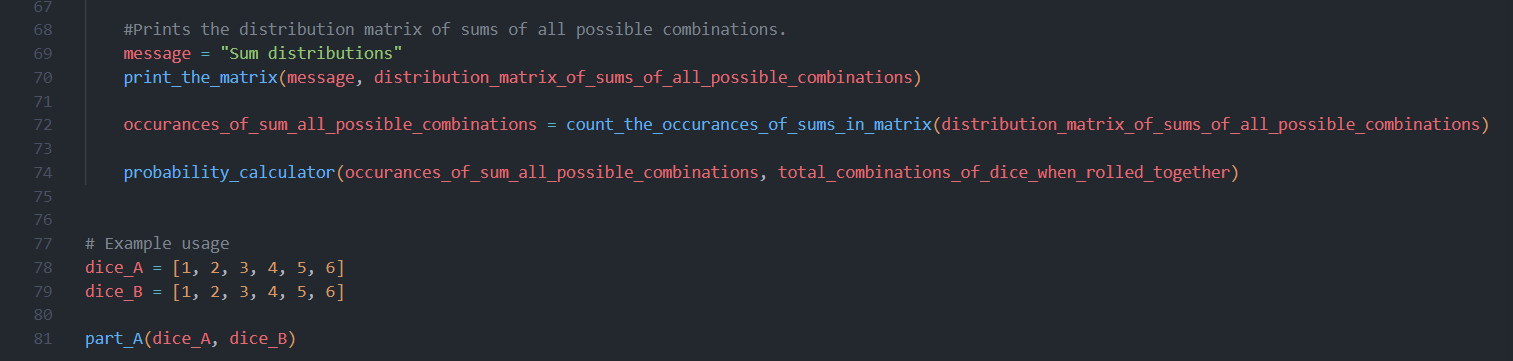 67
68 #Prints the distribution matrix of sums of all possible combinations.
69 message = "Sum distributions"
70 print_the_matrix(message, distribution_matrix_of_sums_of_all_possible_combinations)
71
72 occurances_of_sum_all_possible_combinations = count_the_occurances_of_sums_in_matrix(distribution_matrix_of_sums_of_all_possible_combinations)
73
74 probability_calculator(occurances_of_sum_all_possible_combinations, total_combinations_of_dice_when_rolled_together)
75
76
77 # Example usage
78 dice_A = [1, 2, 3, 4, 5, 6]
79 dice_B = [1, 2, 3, 4, 5, 6]
80
81 part_A(dice_A, dice_B)